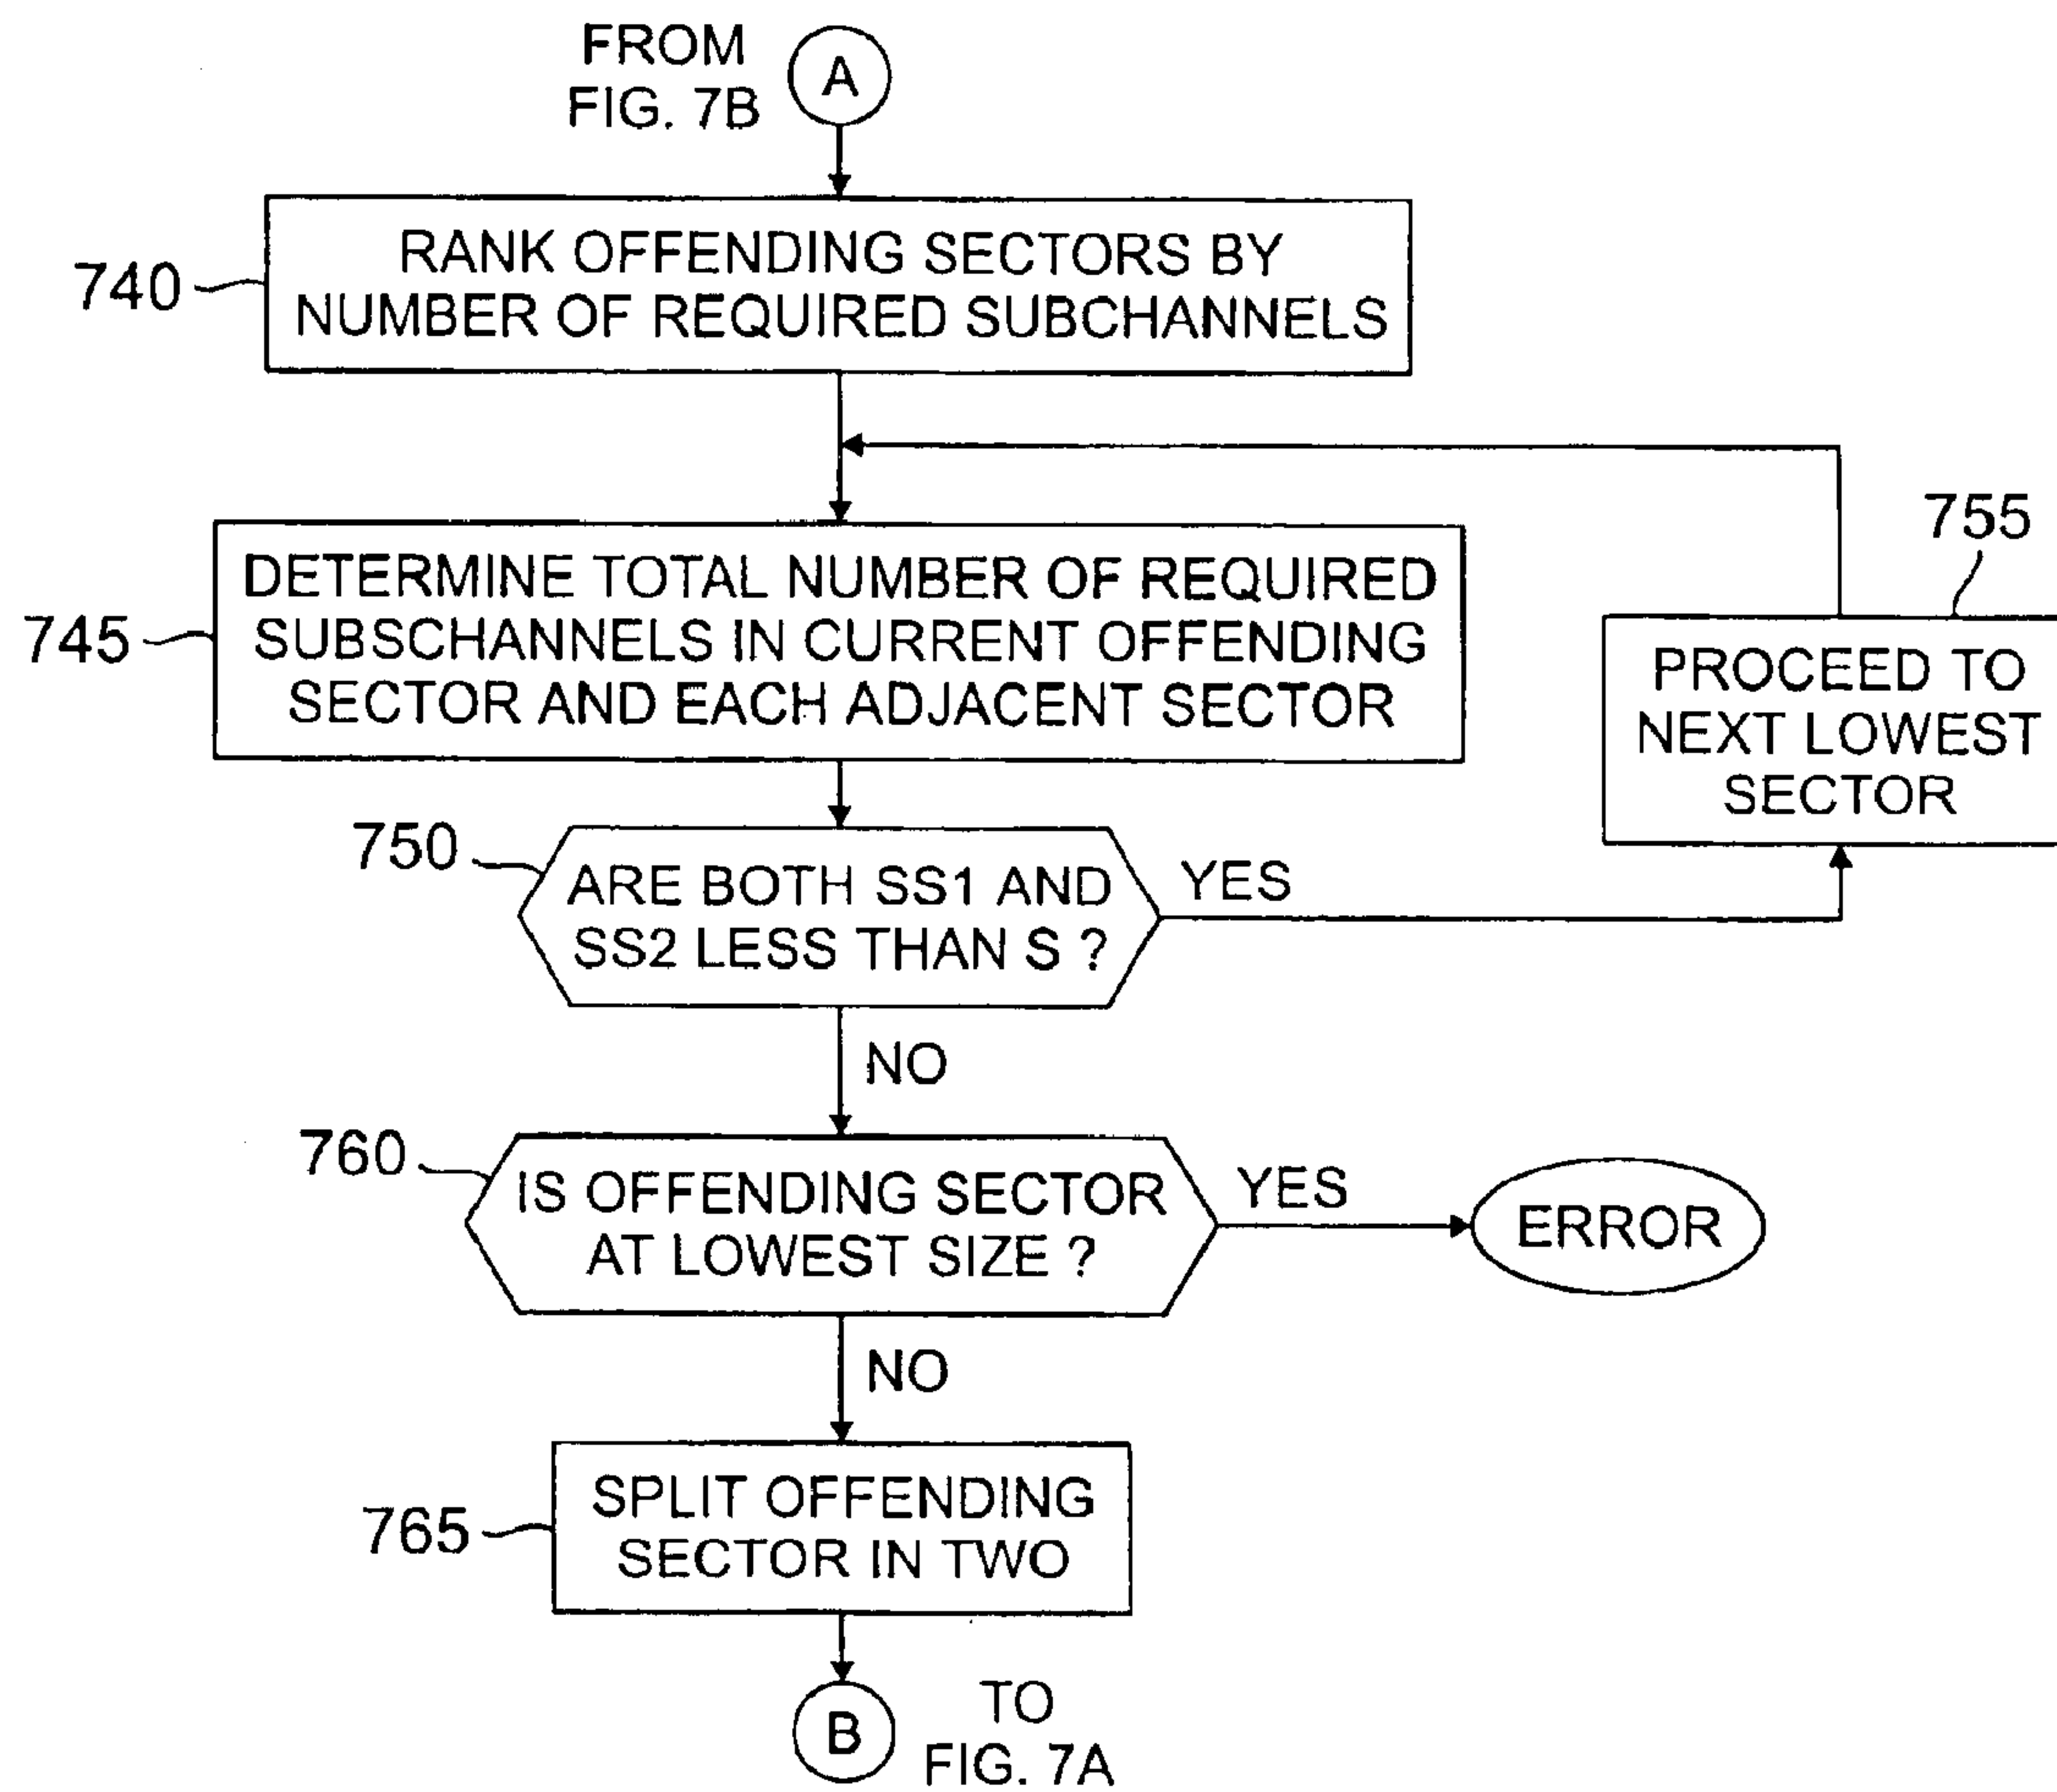 FROM
FIG. 7B
A
740
RANK OFFENDING SECTORS BY
NUMBER OF REQUIRED SUBCHANNELS
745
DETERMINE TOTAL NUMBER OF REQUIRED
SUBSCHANNELS IN CURRENT OFFENDING
SECTOR AND EACH ADJACENT SECTOR
755
PROCEED TO
NEXT LOWEST
SECTOR
750
ARE BOTH SS1 AND
SS2 LESS THAN S ?
YES
NO
760
IS OFFENDING SECTOR
AT LOWEST SIZE ?
YES
ERROR
NO
765
SPLIT OFFENDING
SECTOR IN TWO
B
TO
FIG. 7A